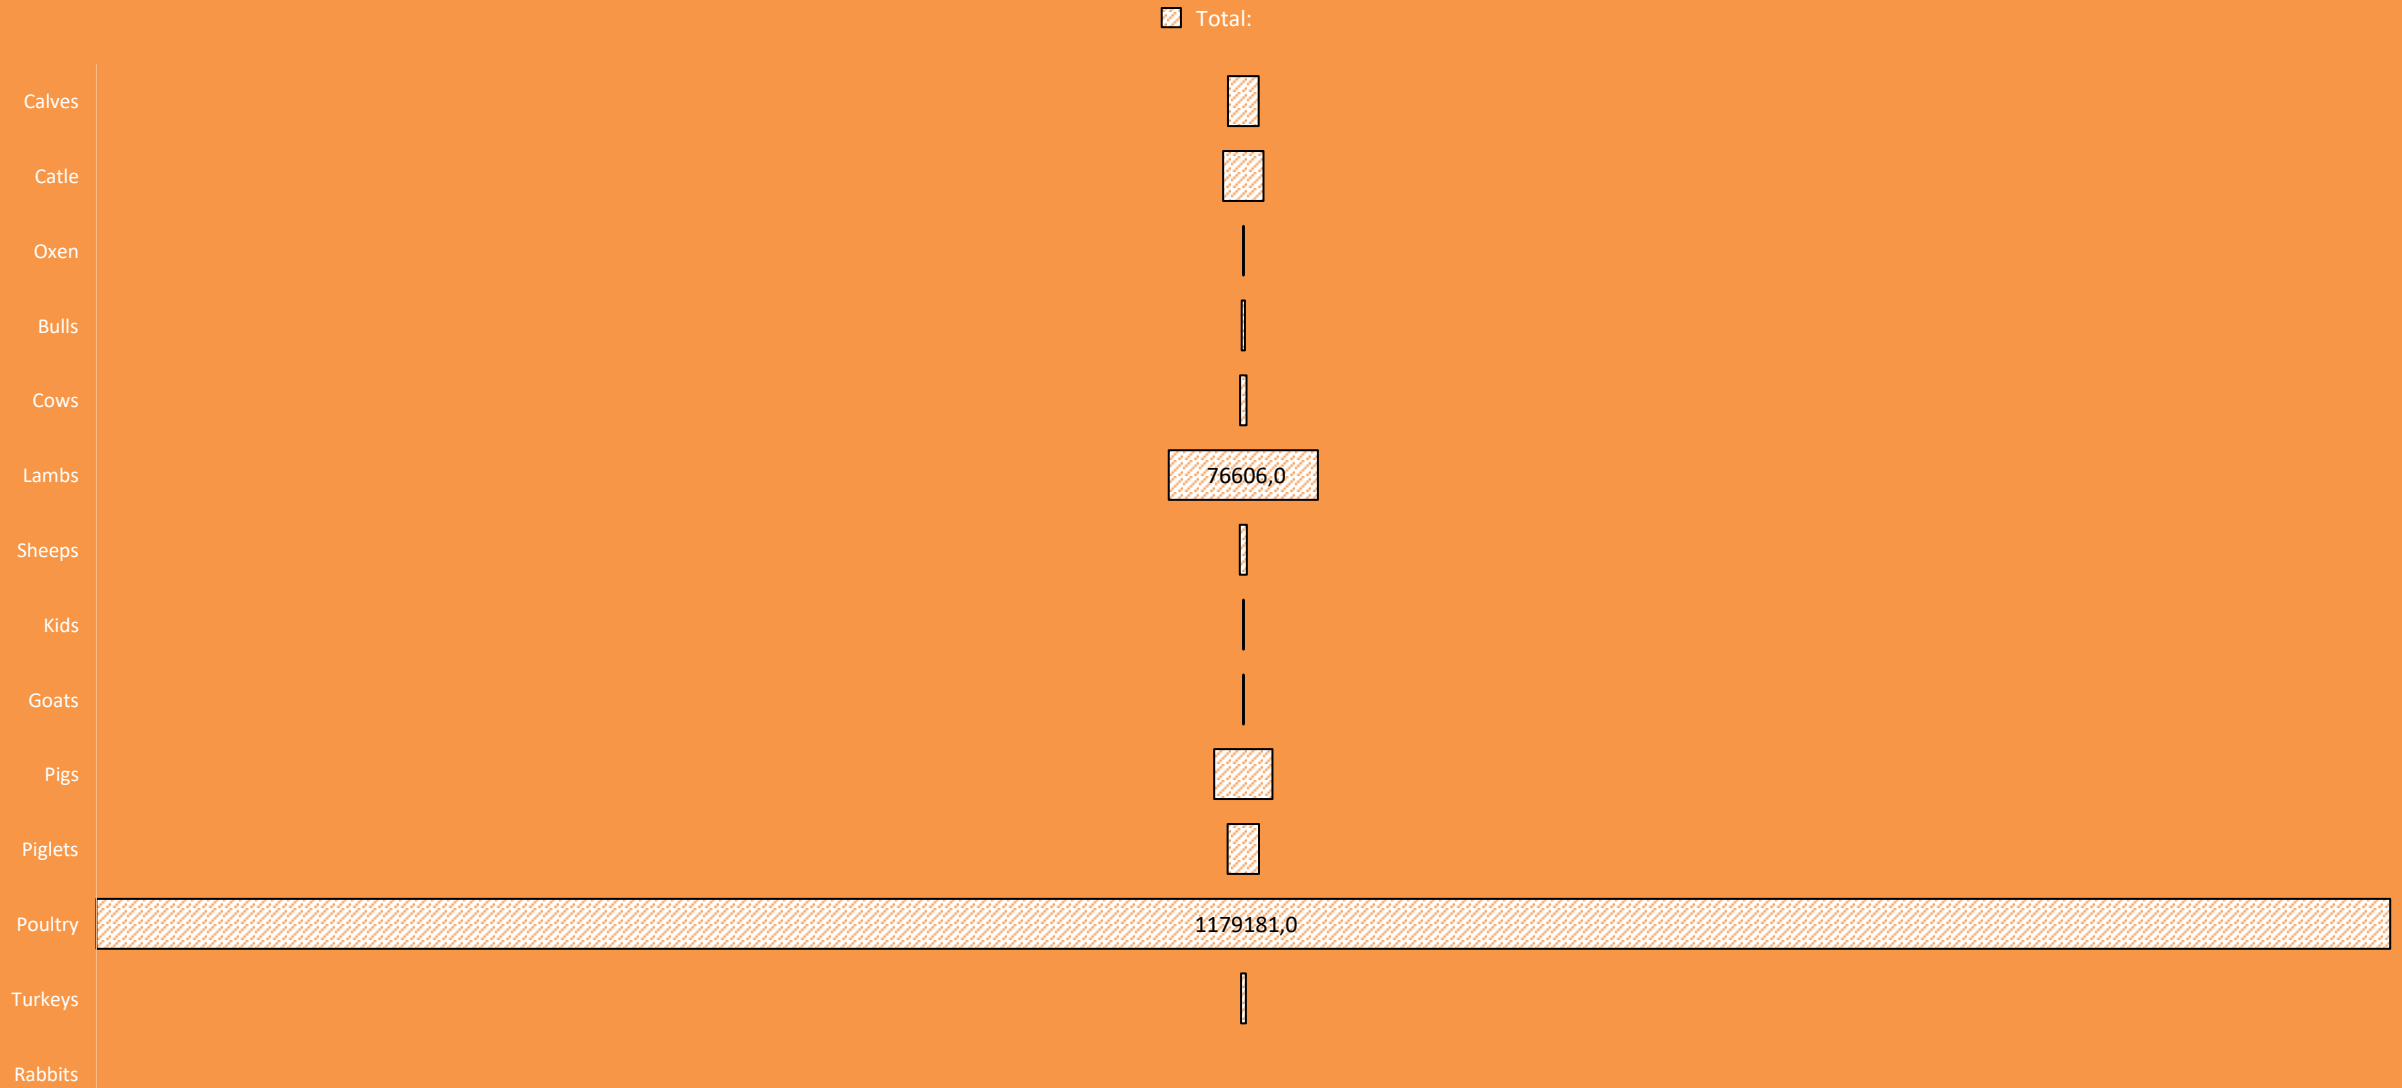 Total:
Calves
Catle
Oxen
Bulls
Cows
Lambs
76606,0
Sheeps
Kids
Goats
Pigs
Piglets
Poultry
1179181,0
Turkeys
Rabbits